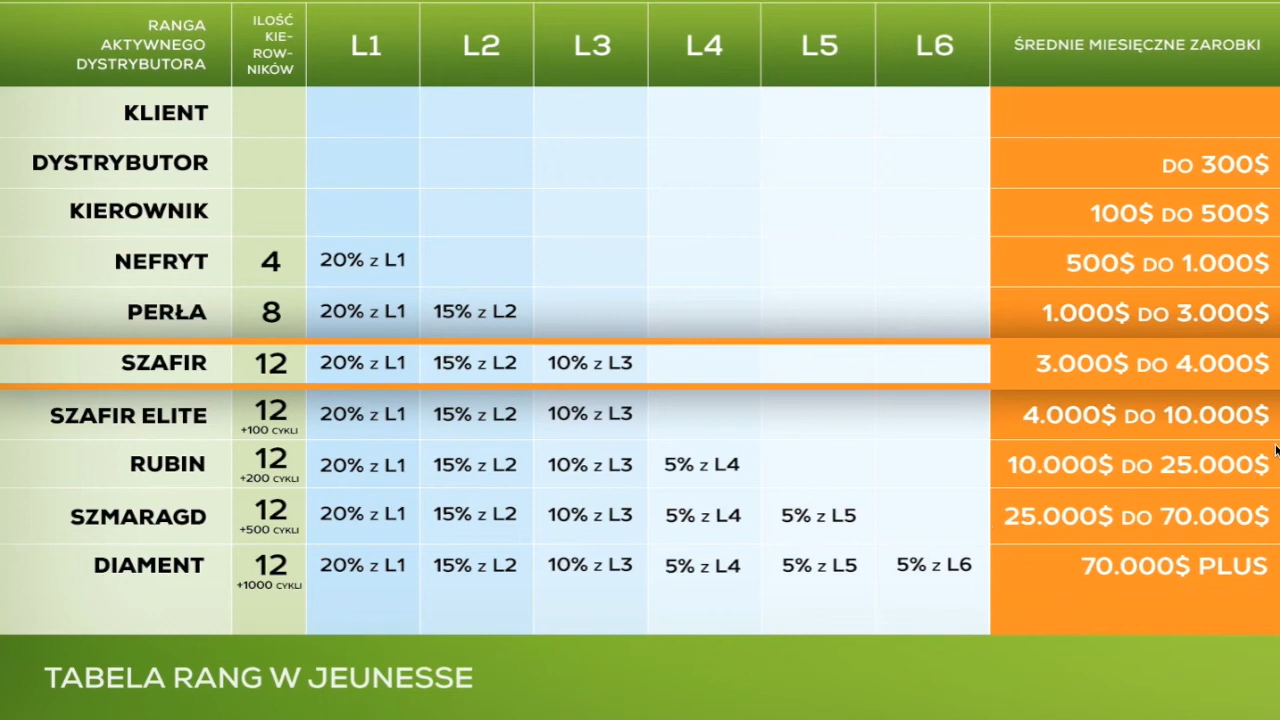 RANGA
AKTYWNEGO
DYSTRYBUTORA
ILOŚĆ
KIE-
ROW-
NIKÓW
L1 L2 L3 L4 L5 L6 ŚREDNIE MIESIĘCZNE ZAROBKI
KLIENT
DYSTRYBUTOR DO 300$
KIEROWNIK 100$ DO 500$
NEFRYT 4 20% z L1 500$ DO 1.000$
PERŁA 8 20% z L1 15% z L2 1.000$ DO 3.000$
SZAFIR 12 20% z L1 15% z L2 10% z L3 3.000$ DO 4.000$
SZAFIR ELITE 12 20% z L1 15% z L2 10% z L3 4.000$ DO 10.000$
+100 CYKLI
RUBIN 12 20% z L1 15% z L2 10% z L3 5% z L4 10.000$ DO 25.000$
+200 CYKLI
SZMARAGD 12 20% z L1 15% z L2 10% z L3 5% z L4 5% z L5 25.000$ DO 70.000$
+500 CYKLI
DIAMENT 12 20% z L1 15% z L2 10% z L3 5% z L4 5% z L5 5% z L6 70.000$ PLUS
+1000 CYKLI
TABELA RANG W JEUNESSE